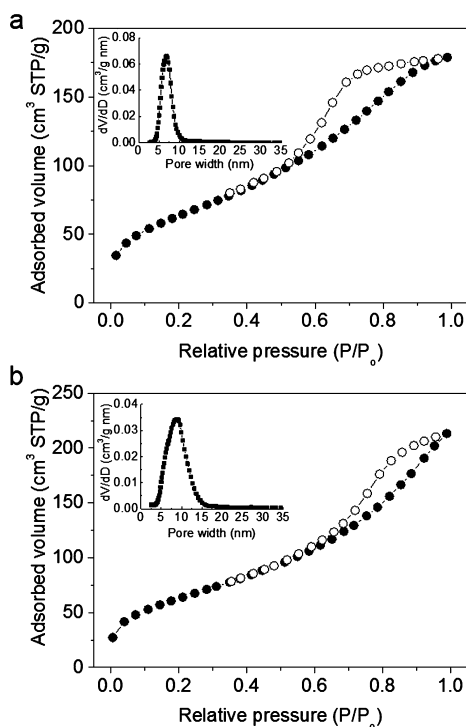 a
Adsorbed volume (cm³ STP/g)
200
150
100
50
0
0.0 0.2 0.4 0.6 0.8 1.0
Relative pressure (P/Pₒ)
dV/dD (cm³/g nm)
0.08
0.06
0.04
0.02
0.00
0 5 10 15 20 25 30 35
Pore width (nm)
b
Adsorbed volume (cm³ STP/g)
250
200
150
100
50
0
0.0 0.2 0.4 0.6 0.8 1.0
Relative pressure (P/Pₒ)
dV/dD (cm³/g nm)
0.04
0.03
0.02
0.01
0.00
0 5 10 15 20 25 30 35
Pore width (nm)